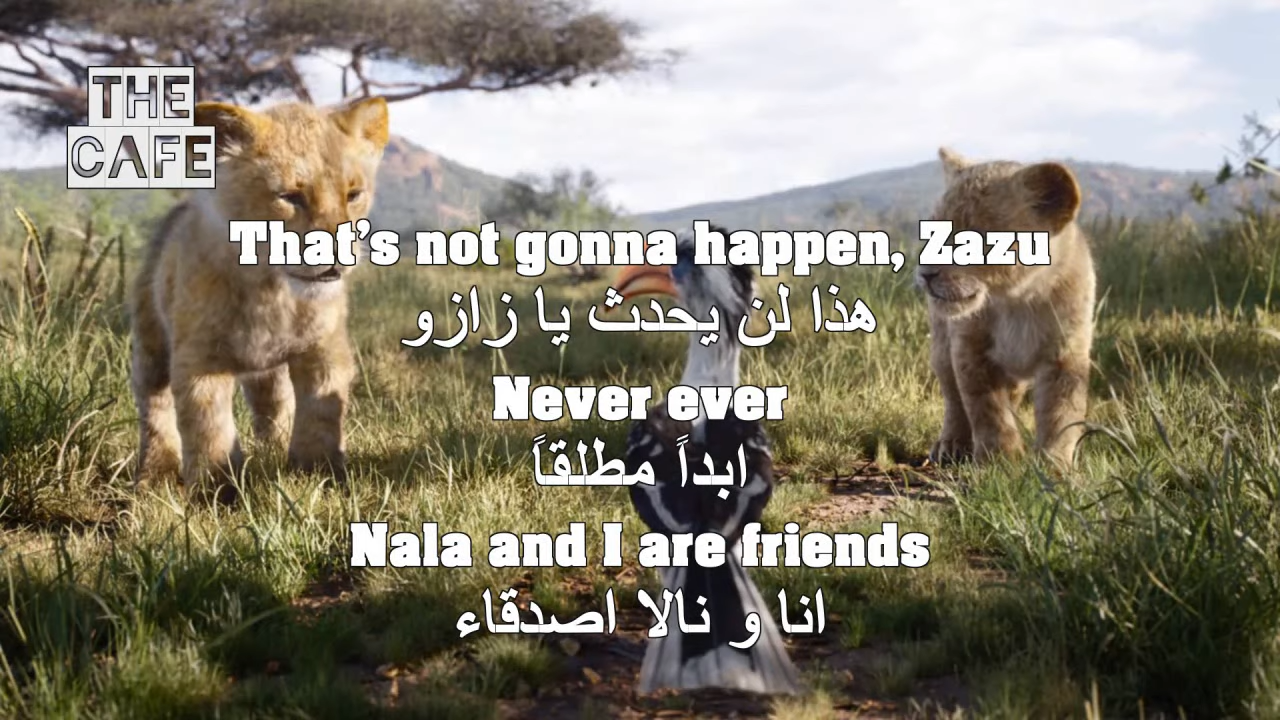 THE
CAFE
That's not gonna happen, Zazu
هذا لن يحدث يا زازو
Never ever
ابداً مطلقاً
Nala and I are friends
انا و نالا اصدقاء